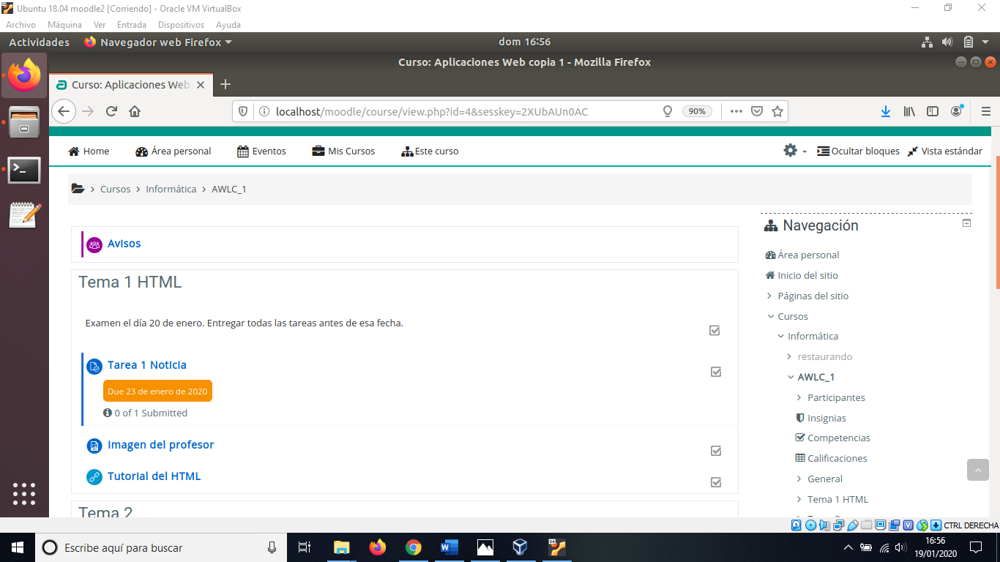 Ubuntu 18.04 moodle2 [Corriendo] - Oracle VM VirtualBox
Archivo Máquina Ver Entrada Dispositivos Ayuda
Actividades Navegador web Firefox dom 16:56
Curso: Aplicaciones Web copia 1 - Mozilla Firefox
Curso: Aplicaciones Web
localhost/moodle/course/view.php?id=4&sesskey=2XUbAUn0AC 90%
Home Área personal Eventos Mis Cursos Este curso Ocultar bloques Vista estándar
Cursos Informática AWLC_1
Avisos
Tema 1 HTML
Examen el día 20 de enero. Entregar todas las tareas antes de esa fecha.
Tarea 1 Noticia
Due 23 de enero de 2020
0 of 1 Submitted
Imagen del profesor
Tutorial del HTML
Tema 2
Navegación
Área personal
Inicio del sitio
Páginas del sitio
Cursos
Informática
restaurando
AWLC_1
Participantes
Insignias
Competencias
Calificaciones
General
Tema 1 HTML
CTRL DERECHA
Escribe aquí para buscar
16:56
19/01/2020